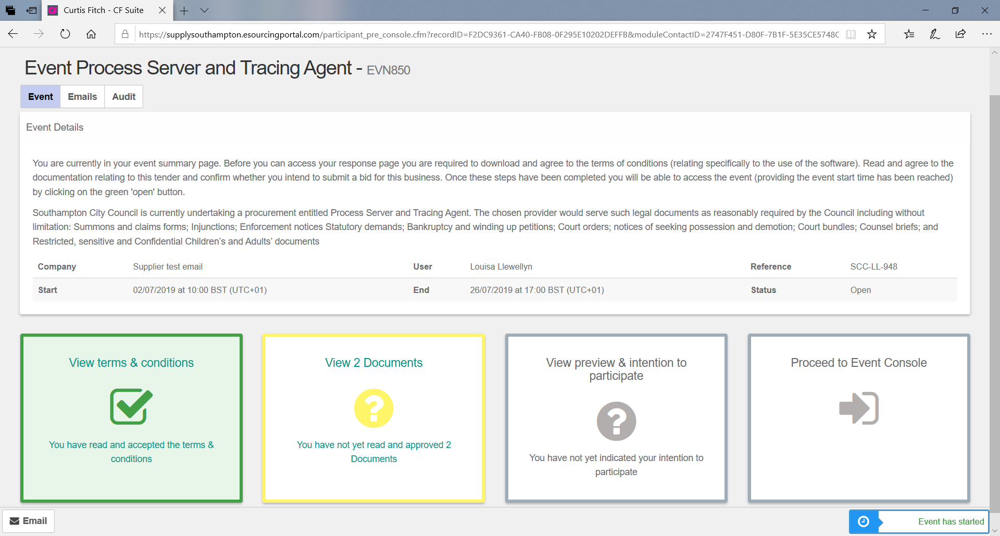 Curtis Fitch - CF Suite
https://supplysouthampton.esourcingportal.com/participant_pre_console.cfm?recordID=F2DC9361-CA40-FB08-0F295E10202DEFFB&moduleContactID=2747F451-D80F-7B1F-5E35CE5748C
Event Process Server and Tracing Agent - EVN850
Event Emails Audit
Event Details
You are currently in your event summary page. Before you can access your response page you are required to download and agree to the terms of conditions (relating specifically to the use of the software). Read and agree to the
documentation relating to this tender and confirm whether you intend to submit a bid for this business. Once these steps have been completed you will be able to access the event (providing the event start time has been reached)
by clicking on the green 'open' button.
Southampton City Council is currently undertaking a procurement entitled Process Server and Tracing Agent. The chosen provider would serve such legal documents as reasonably required by the Council including without
limitation: Summons and claims forms; Injunctions; Enforcement notices Statutory demands; Bankruptcy and winding up petitions; Court orders; notices of seeking possession and demotion; Court bundles; Counsel briefs; and
Restricted, sensitive and Confidential Children’s and Adults’ documents
Company Supplier test email User Louisa Llewellyn Reference SCC-LL-948
Start 02/07/2019 at 10:00 BST (UTC+01) End 26/07/2019 at 17:00 BST (UTC+01) Status Open
View terms & conditions
You have read and accepted the terms &
conditions
View 2 Documents
You have not yet read and approved 2
Documents
View preview & intention to
participate
You have not yet indicated your intention to
participate
Proceed to Event Console
Email
Event has started